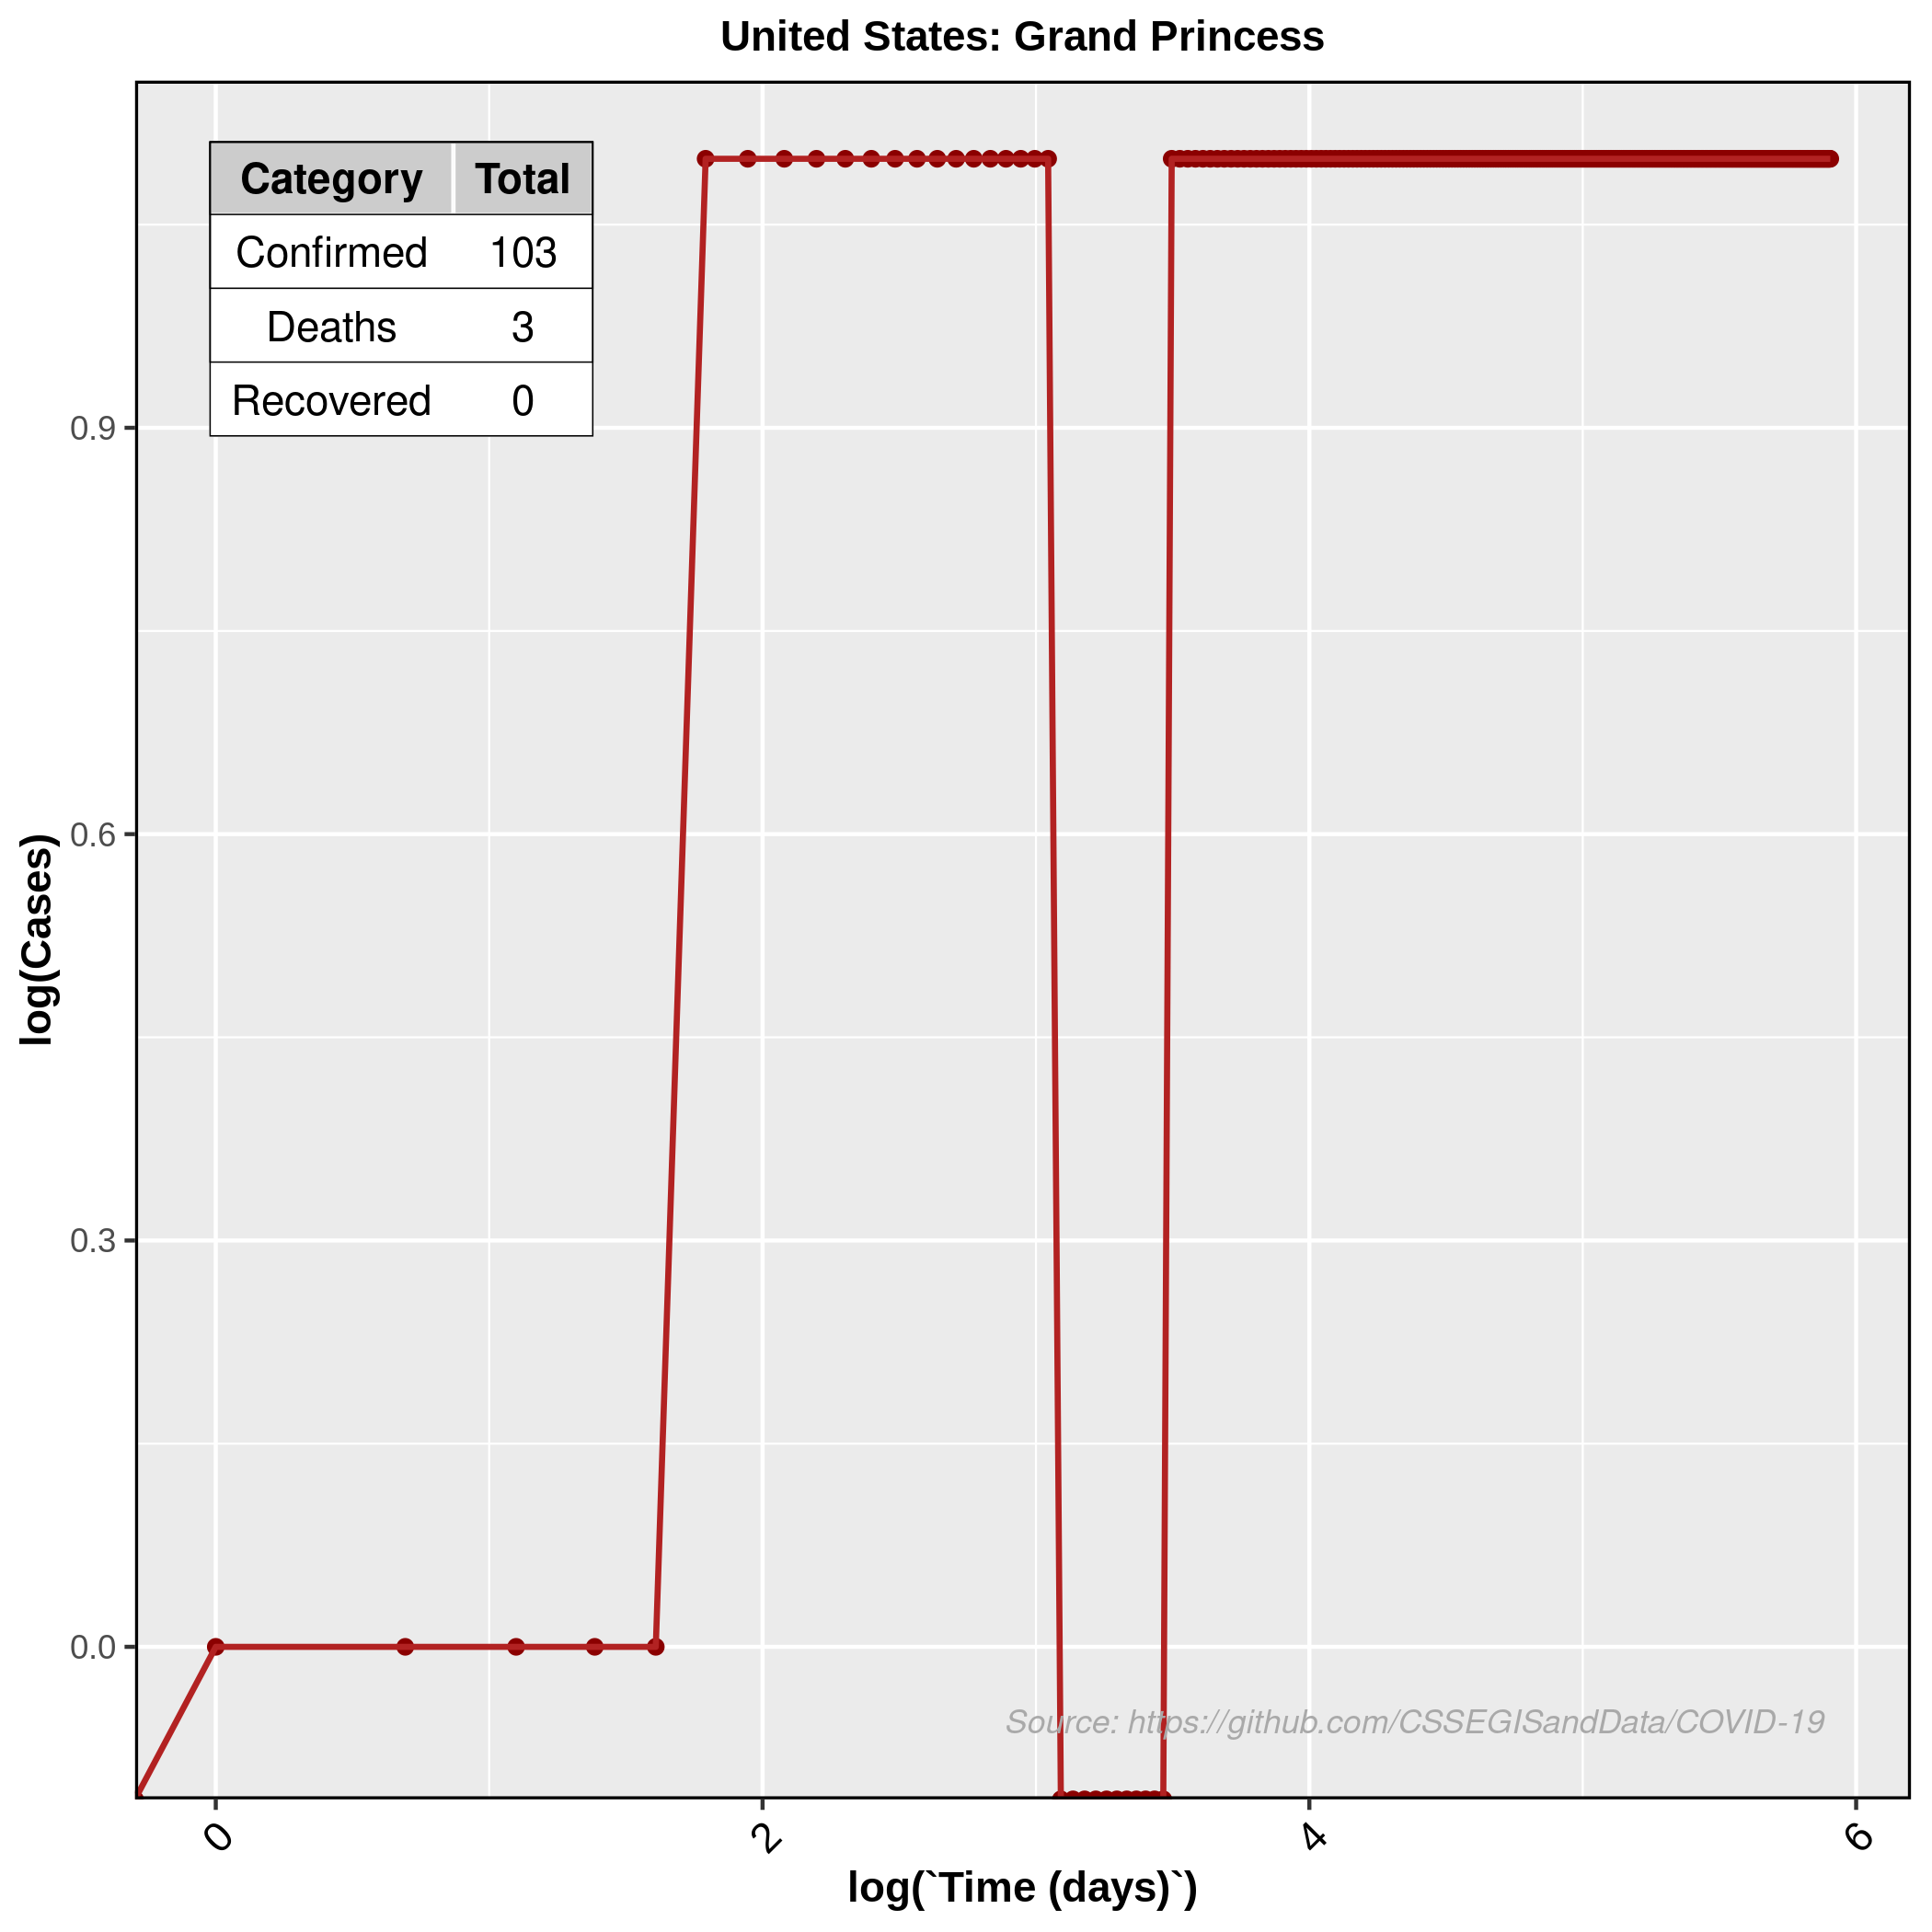 United States: Grand Princess
Category Total
Confirmed 103
Deaths 3
Recovered 0
0.9
0.6
0.3
0.0
log(Cases)
Source: https://github.com/CSSEGISandData/COVID-19
0 2 4 6
log(`Time (days)`)